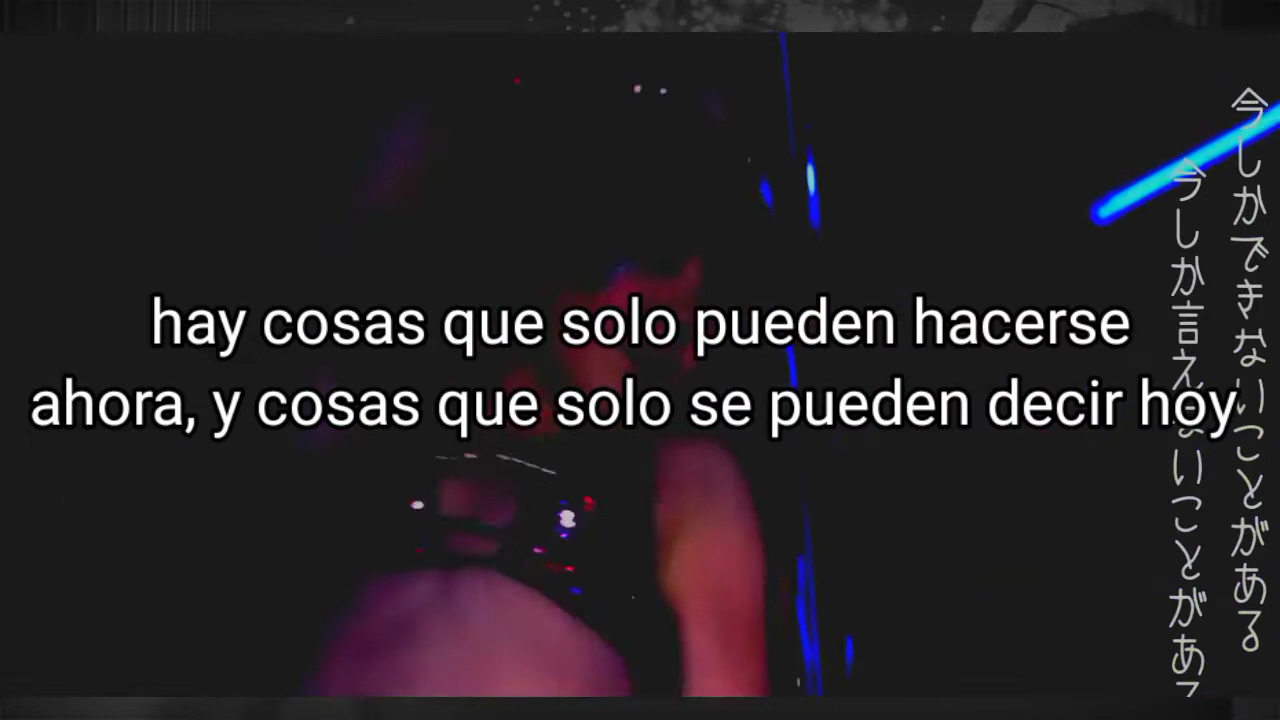 hay cosas que solo pueden hacerse
ahora, y cosas que solo se pueden decir hoy
今しかできないことがある
今しか言えないことがある